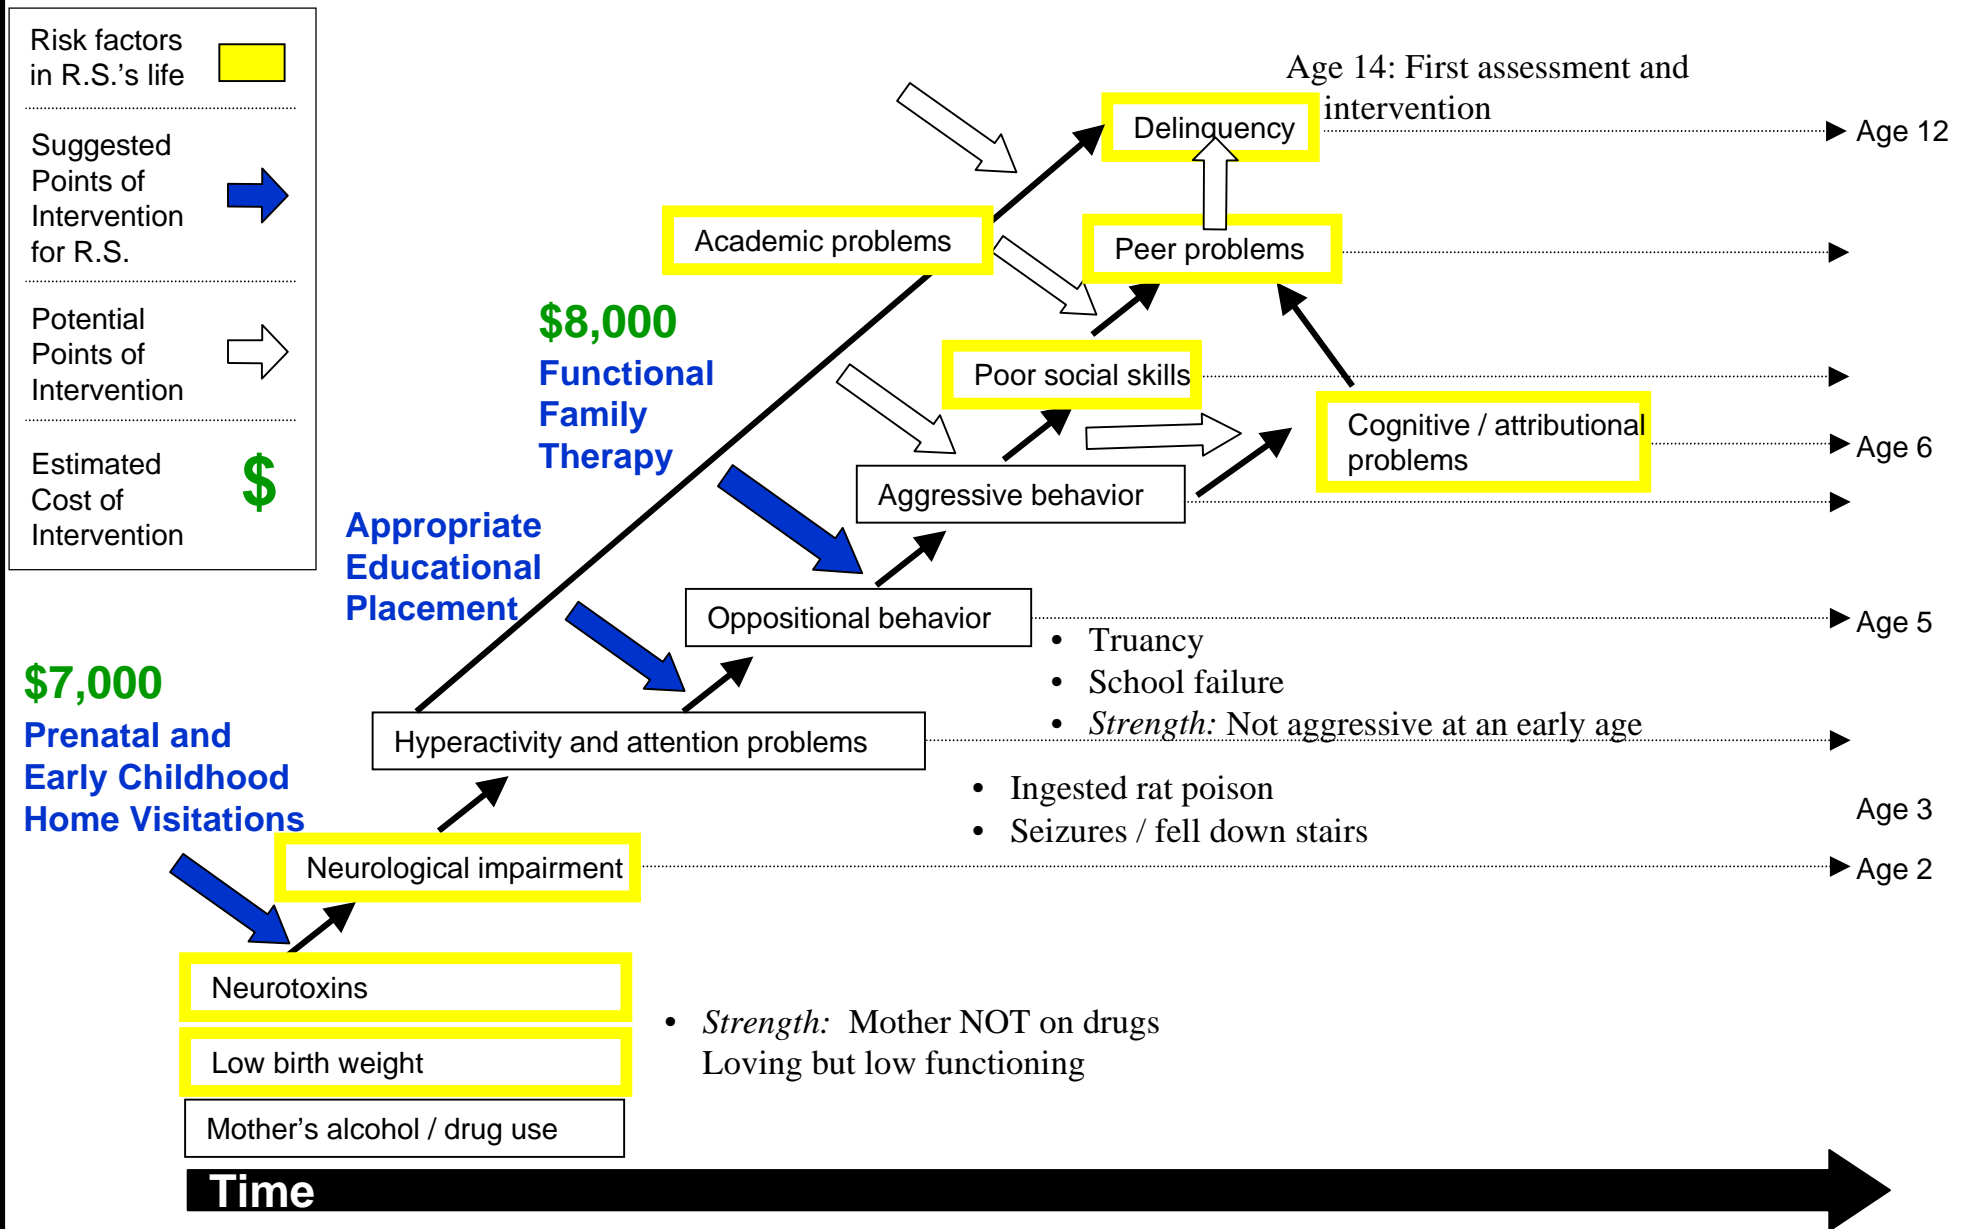 Risk factors
in R.S.'s life
Suggested
Points of
Intervention
for R.S.
Potential
Points of
Intervention
Estimated
Cost of
Intervention
$
Age 14: First assessment and
intervention
Delinquency
Age 12
Academic problems
Peer problems
$8,000
Functional
Family
Therapy
Poor social skills
Cognitive / attributional
problems
Age 6
Aggressive behavior
Appropriate
Educational
Placement
Oppositional behavior
Age 5
• Truancy
• School failure
• Strength: Not aggressive at an early age
$7,000
Prenatal and
Early Childhood
Home Visitations
Hyperactivity and attention problems
• Ingested rat poison
• Seizures / fell down stairs
Age 3
Neurological impairment
Age 2
Neurotoxins
Low birth weight
• Strength: Mother NOT on drugs
Loving but low functioning
Mother's alcohol / drug use
Time